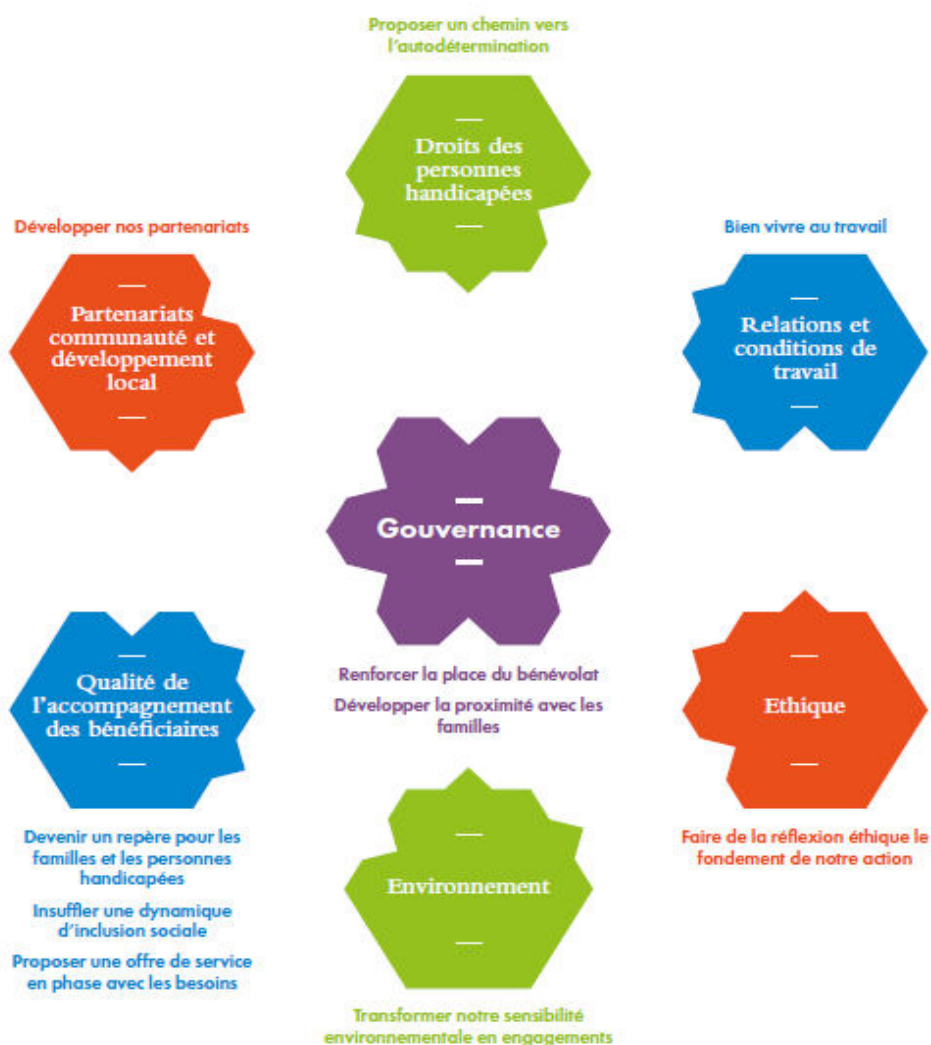 Proposer un chemin vers
l'autodétermination
Droits des
personnes
handicapées
Développer nos partenariats
Partenariats
communauté et
développement
local
Bien vivre au travail
Relations et
conditions de
travail
Gouvernance
Renforcer la place du bénévolat
Développer la proximité avec les
familles
Qualité de
l'accompagnement
des bénéficiaires
Devenir un repère pour les
familles et les personnes
handicapées
Insuffler une dynamique
d'inclusion sociale
Proposer une offre de service
en phase avec les besoins
Ethique
Faire de la réflexion éthique le
fondement de notre action
Environnement
Transformer notre sensibilité
environnementale en engagements